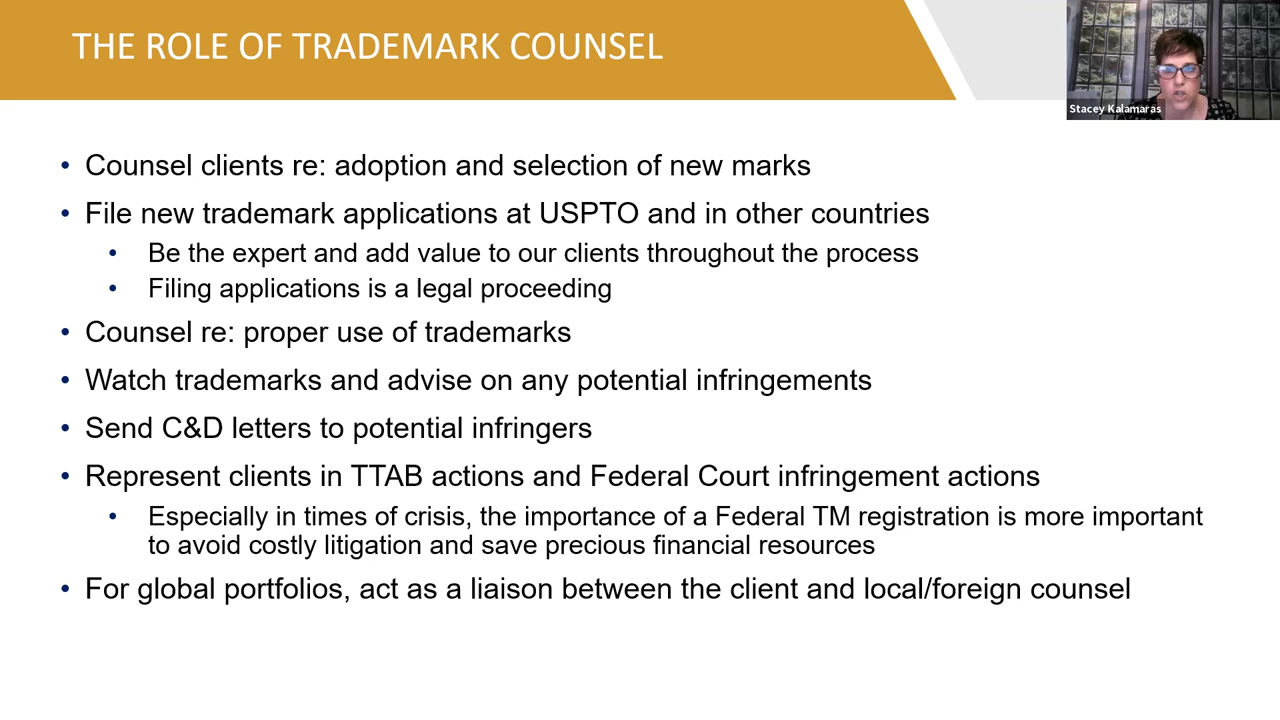 THE ROLE OF TRADEMARK COUNSEL
Stacey Kalamaras
• Counsel clients re: adoption and selection of new marks
• File new trademark applications at USPTO and in other countries
• Be the expert and add value to our clients throughout the process
• Filing applications is a legal proceeding
• Counsel re: proper use of trademarks
• Watch trademarks and advise on any potential infringements
• Send C&D letters to potential infringers
• Represent clients in TTAB actions and Federal Court infringement actions
• Especially in times of crisis, the importance of a Federal TM registration is more important
to avoid costly litigation and save precious financial resources
• For global portfolios, act as a liaison between the client and local/foreign counsel